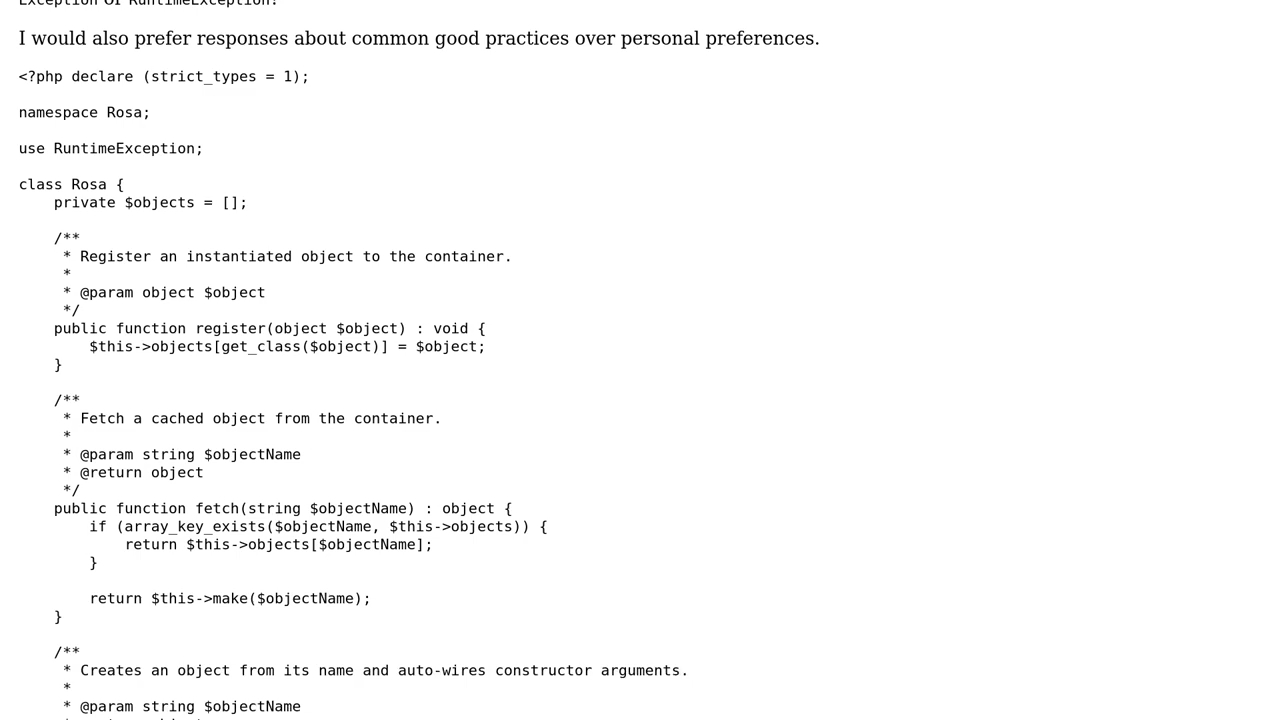 Exception or RuntimeException?
I would also prefer responses about common good practices over personal preferences.
<?php declare (strict_types = 1);
namespace Rosa;
use RuntimeException;
class Rosa {
    private $objects = [];
    /**
     * Register an instantiated object to the container.
     *
     * @param object $object
     */
    public function register(object $object) : void {
        $this->objects[get_class($object)] = $object;
    }
    /**
     * Fetch a cached object from the container.
     *
     * @param string $objectName
     * @return object
     */
    public function fetch(string $objectName) : object {
        if (array_key_exists($objectName, $this->objects)) {
            return $this->objects[$objectName];
        }
        return $this->make($objectName);
    }
    /**
     * Creates an object from its name and auto-wires constructor arguments.
     *
     * @param string $objectName